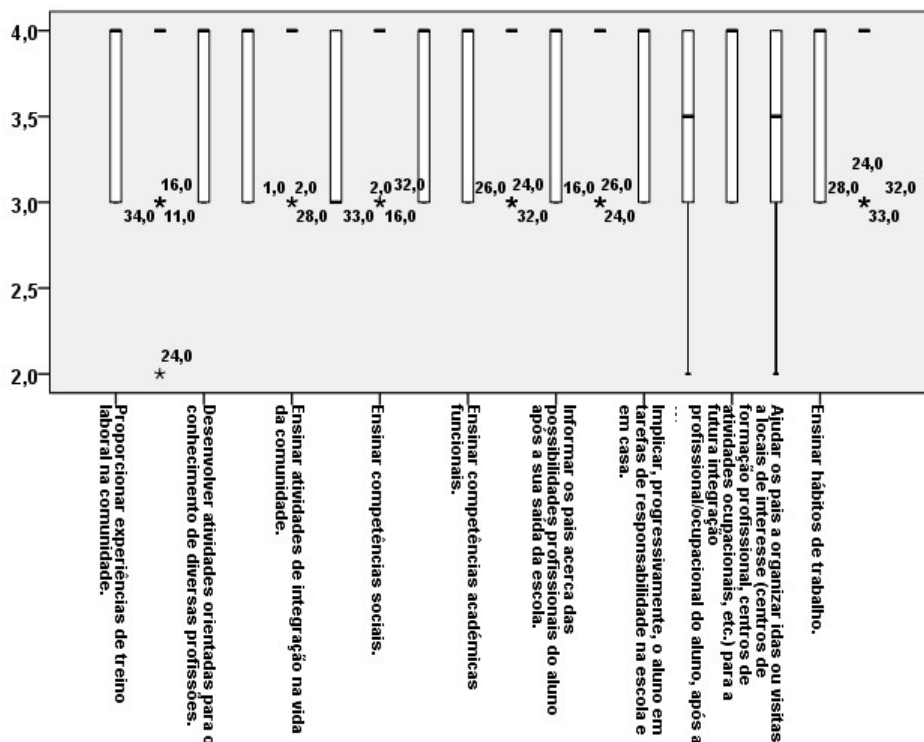 4,0
3,5
3,0
2,5
2,0
16,0
34,0 11,0
24,0
1,0 2,0
28,0
33,0
2,0 32,0
16,0
26,0 24,0
32,0
16,0 26,0
24,0
24,0
28,0 32,0
33,0
Proporcionar experiências de treino
laboral na comunidade.
Desenvolver atividades orientadas para o
conhecimento de diversas profissões.
Ensinar atividades de integração na vida
da comunidade.
Ensinar competências sociais.
Ensinar competências académicas
funcionais.
Informar os pais acerca das
possibilidades profissionais do aluno
após a sua saída da escola.
Implicar, progressivamente, o aluno em
tarefas de responsabilidade na escola e
em casa.
Ajudar os pais a organizar idas ou visitas
a locais de interesse (centros de
formação profissional, centros de
atividades ocupacionais, etc.) para a
futura integração
profissional/ocupacional do aluno, após a
Ensinar hábitos de trabalho.